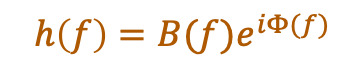 h(f) = B(f)e^{iΦ(f)}